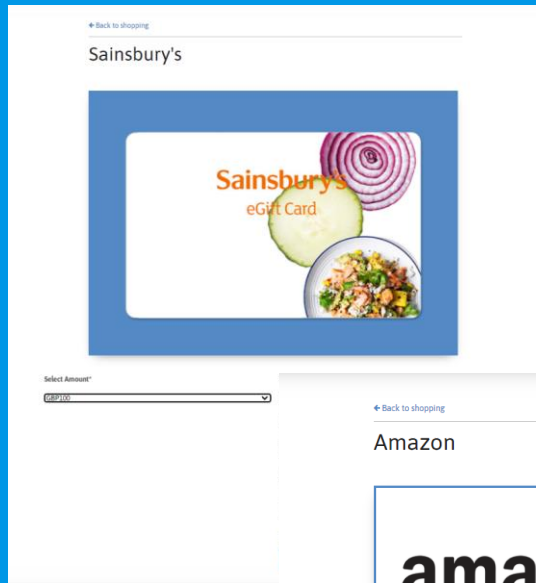 ← Back to shopping
Sainsbury's
Sainsbury's
eGift Card
Select Amount*
GBP100
← Back to shopping
Amazon
ama